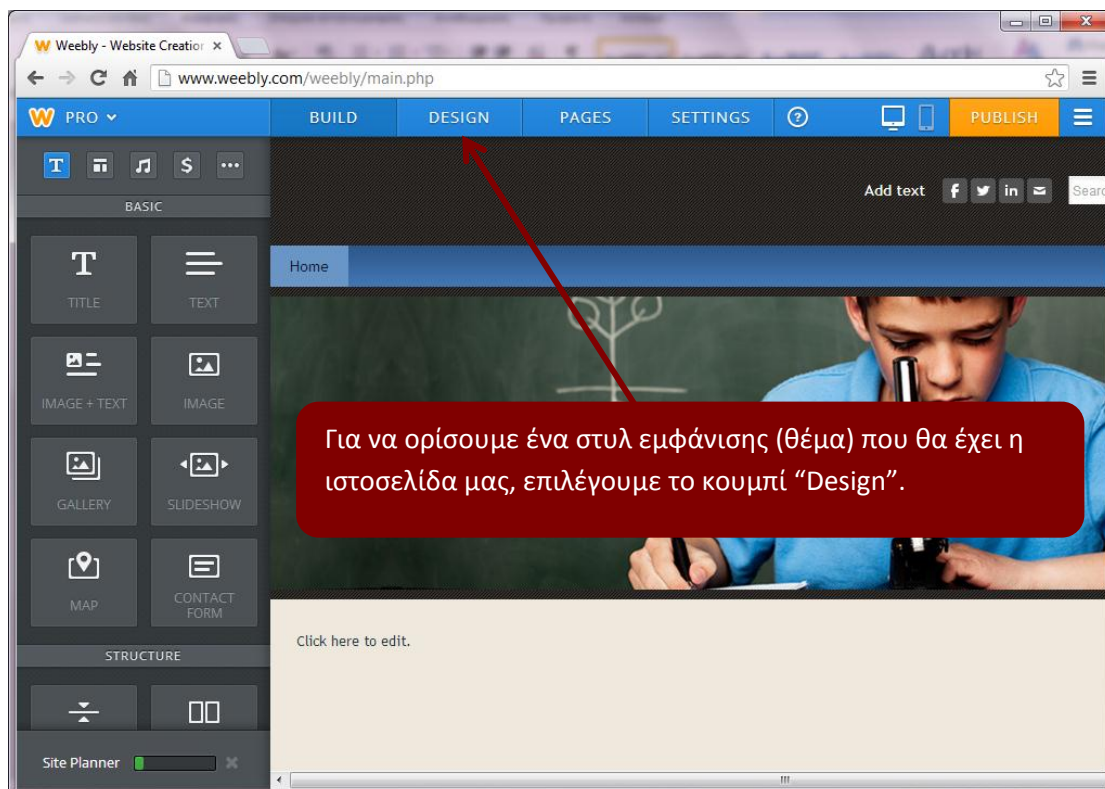 Weebly - Website Creatior
www.weebly.com/weebly/main.php
PRO
BUILD
DESIGN
PAGES
SETTINGS
PUBLISH
BASIC
Add text
Searc
Home
TITLE
TEXT
IMAGE + TEXT
IMAGE
Για να ορίσουμε ένα στυλ εμφάνισης (θέμα) που θα έχει η
ιστοσελίδα μας, επιλέγουμε το κουμπί “Design”.
GALLERY
SLIDESHOW
MAP
CONTACT
FORM
Click here to edit.
STRUCTURE
Site Planner